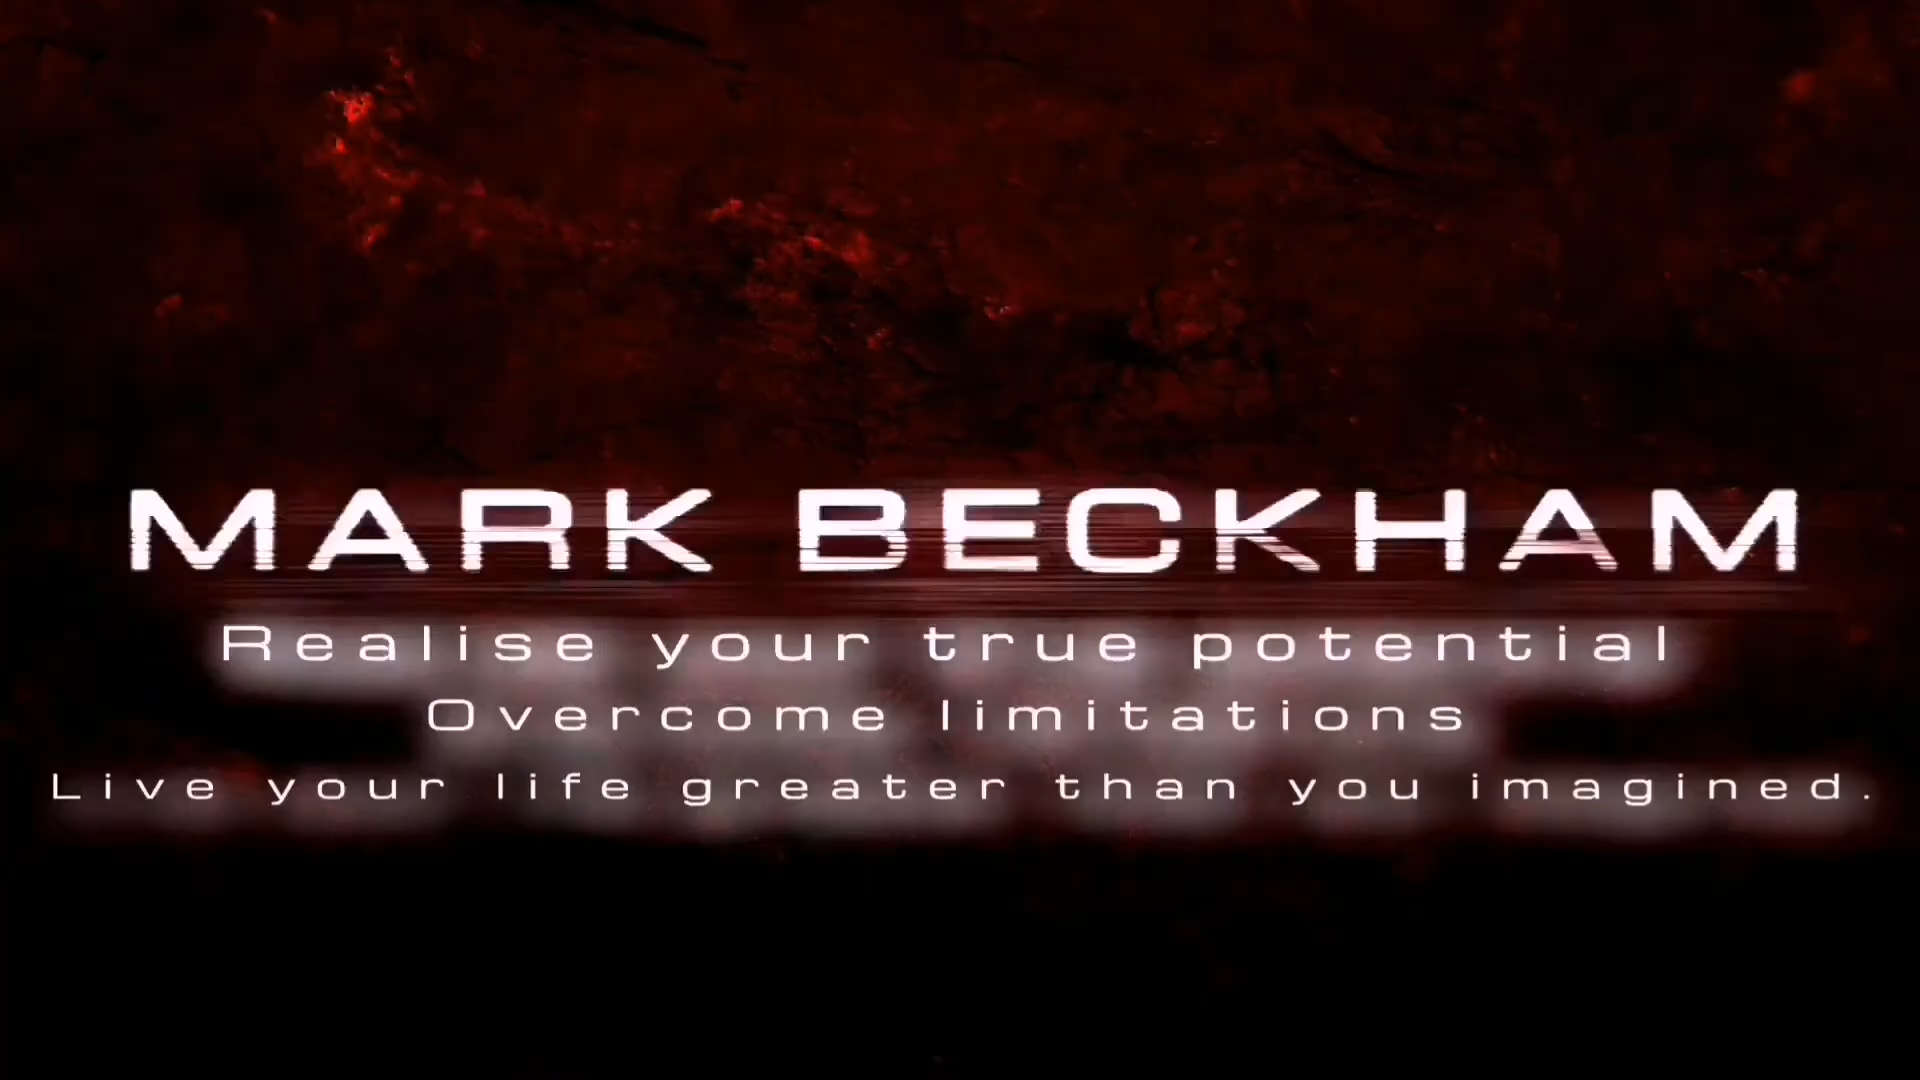 MARK BECKHAM
Realise your true potential
Overcome limitations
Live your life greater than you imagined.